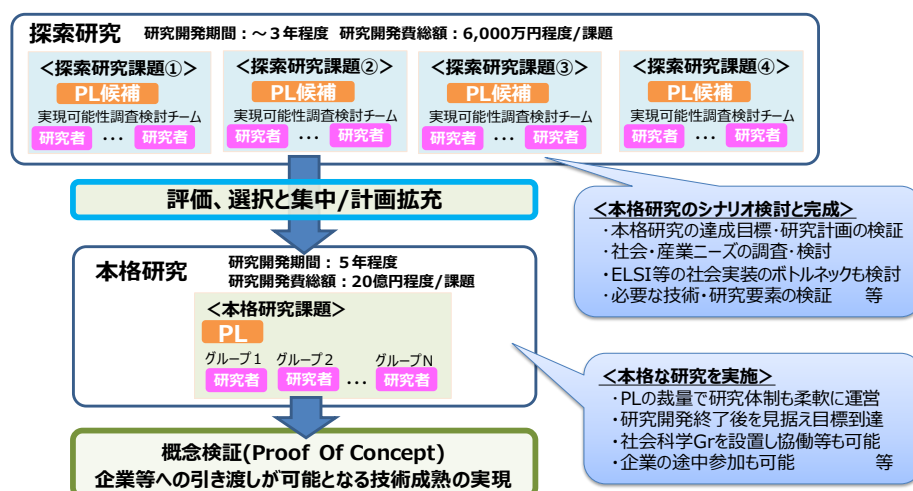 探索研究 研究開発期間：～３年程度 研究開発費総額：6,000万円程度/課題
＜探索研究課題①＞
PL候補
実現可能性調査検討チーム
研究者 … 研究者
＜探索研究課題②＞
PL候補
実現可能性調査検討チーム
研究者 … 研究者
＜探索研究課題③＞
PL候補
実現可能性調査検討チーム
研究者 … 研究者
＜探索研究課題④＞
PL候補
実現可能性調査検討チーム
研究者 … 研究者
評価、選択と集中/計画拡充
＜本格研究のシナリオ検討と完成＞
・本格研究の達成目標・研究計画の検証
・社会・産業ニーズの調査・検討
・ELSI等の社会実装のボトルネックも検討
・必要な技術・研究要素の検証 等
本格研究 研究開発期間：５年程度
研究開発費総額：20億円程度/課題
＜本格研究課題＞
PL
グループ1 グループ2 グループN
研究者 研究者 … 研究者
＜本格な研究を実施＞
・PLの裁量で研究体制も柔軟に運営
・研究開発終了後を見据え目標到達
・社会科学Grを設置し協働等も可能
・企業の途中参加も可能 等
概念検証(Proof Of Concept)
企業等への引き渡しが可能となる技術成熟の実現